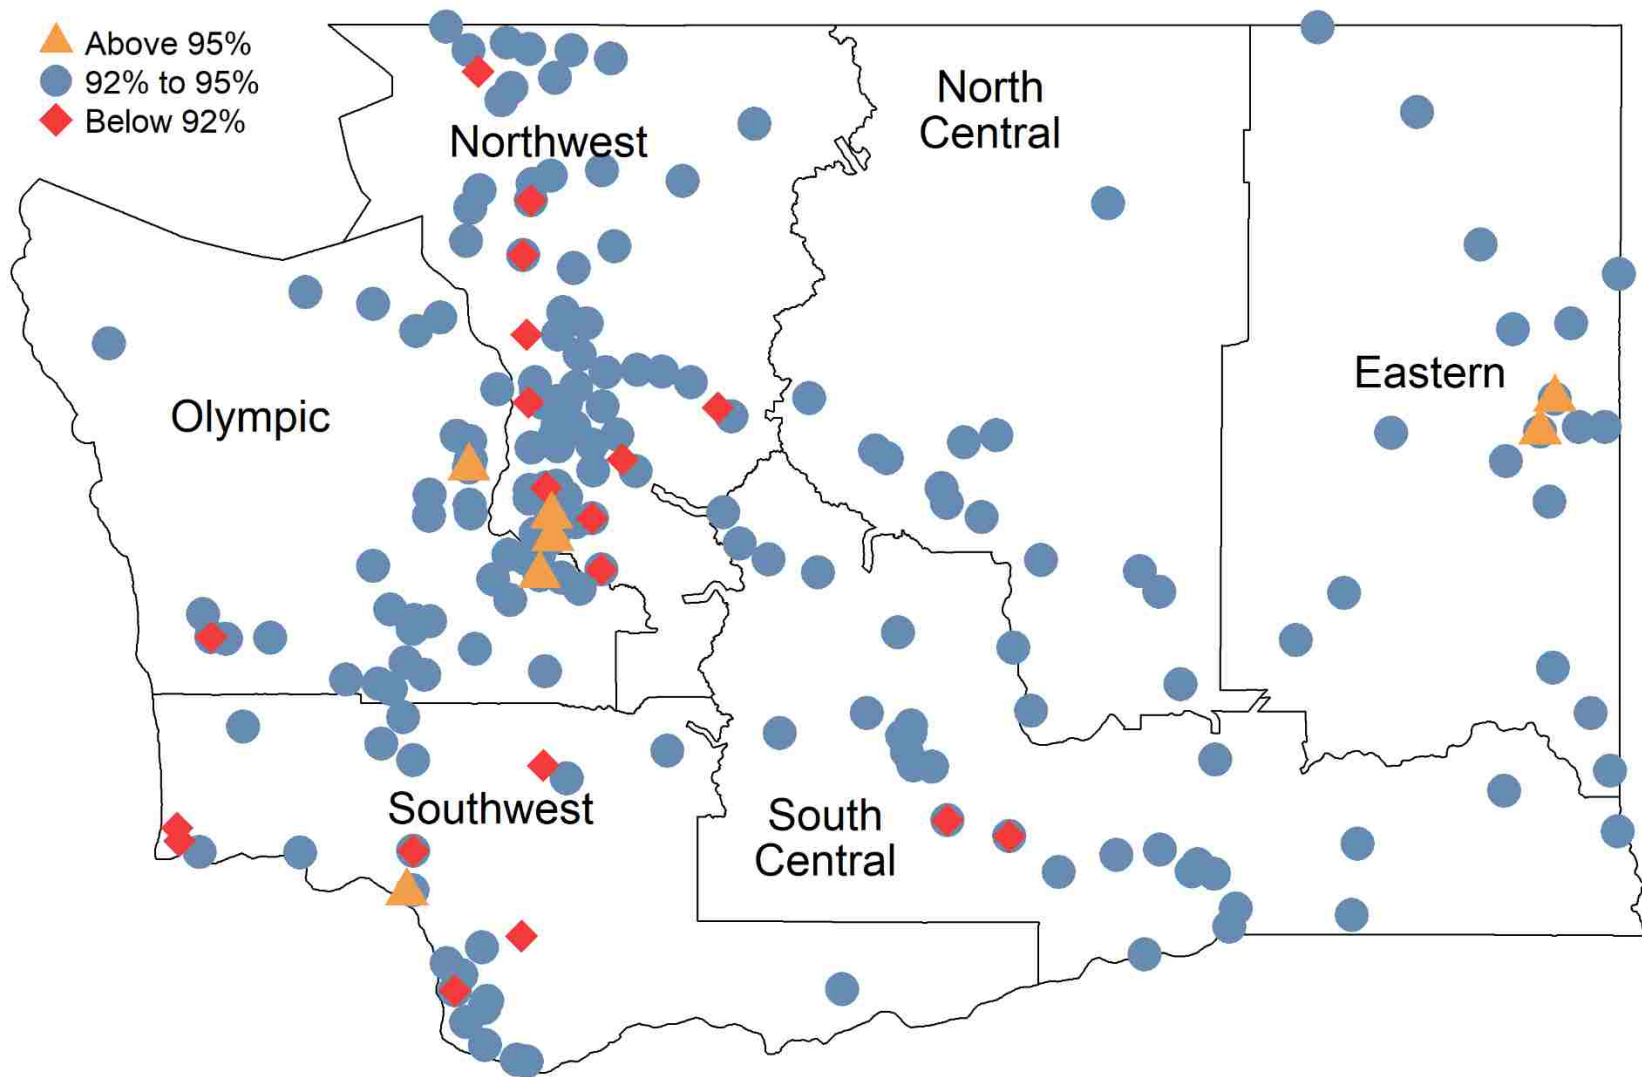 Above 95%
92% to 95%
Below 92%
North
Central
Northwest
Eastern
Olympic
Southwest
South
Central